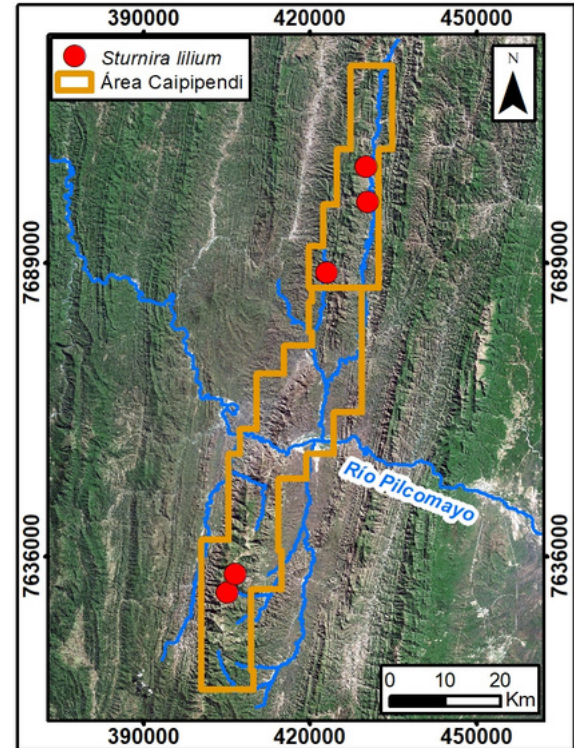 390000 420000 450000
Sturnira lilium
Área Caipipendi
N
7689000 7689000
Río Pilcomayo
7636000 7636000
0 10 20
Km
390000 420000 450000